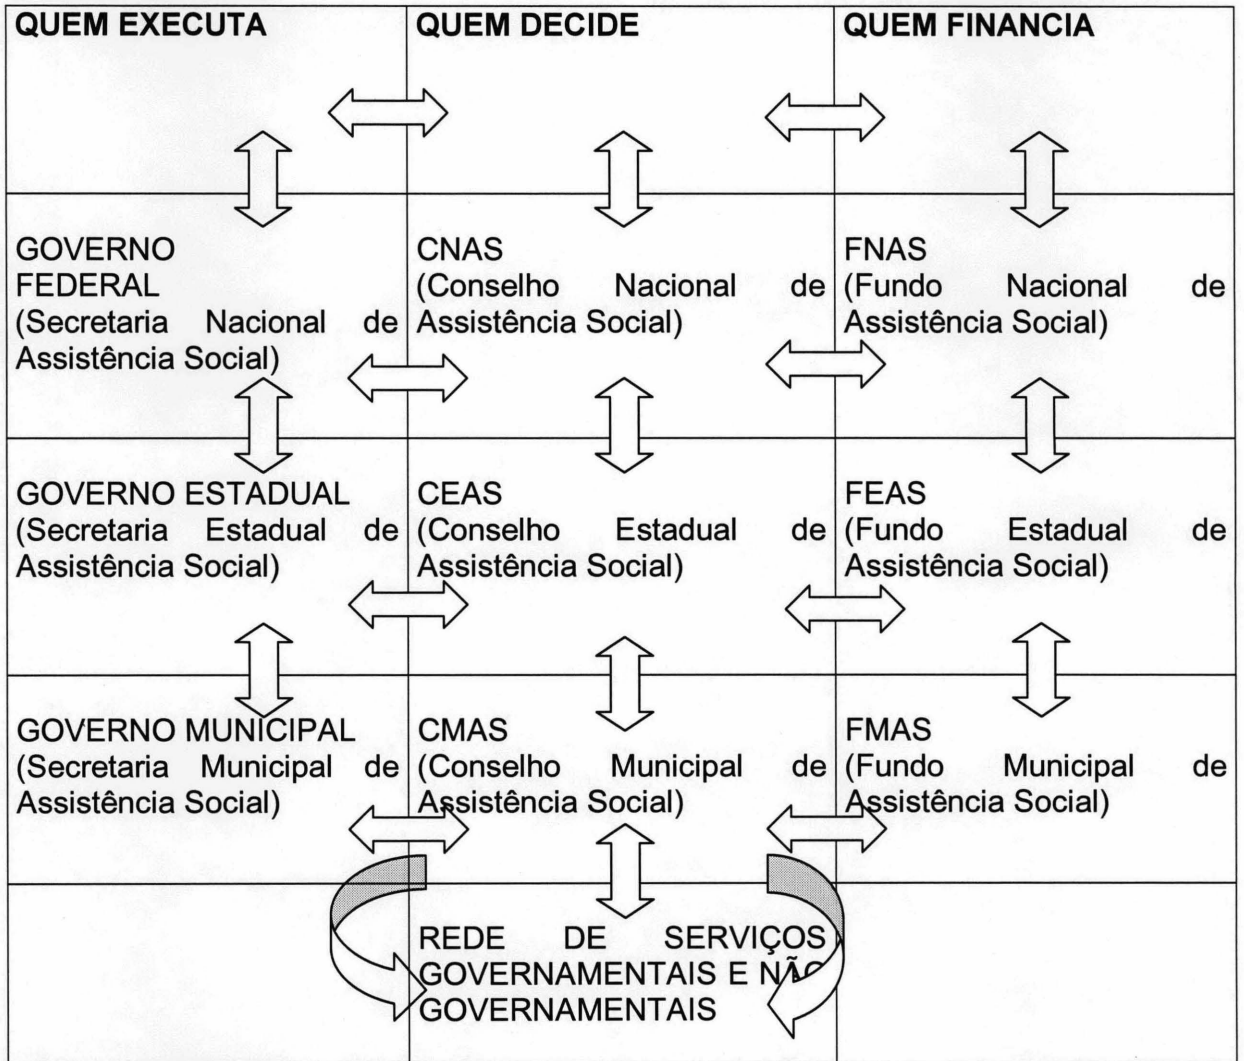 QUEM EXECUTA
QUEM DECIDE
QUEM FINANCIA
GOVERNO
FEDERAL
(Secretaria Nacional de
Assistência Social)
CNAS
(Conselho Nacional de
Assistência Social)
FNAS
(Fundo Nacional de
Assistência Social)
GOVERNO ESTADUAL
(Secretaria Estadual de
Assistência Social)
CEAS
(Conselho Estadual de
Assistência Social)
FEAS
(Fundo Estadual de
Assistência Social)
GOVERNO MUNICIPAL
(Secretaria Municipal de
Assistência Social)
CMAS
(Conselho Municipal de
Assistência Social)
FMAS
(Fundo Municipal de
Assistência Social)
REDE DE SERVIÇOS
GOVERNAMENTAIS E NÃO
GOVERNAMENTAIS